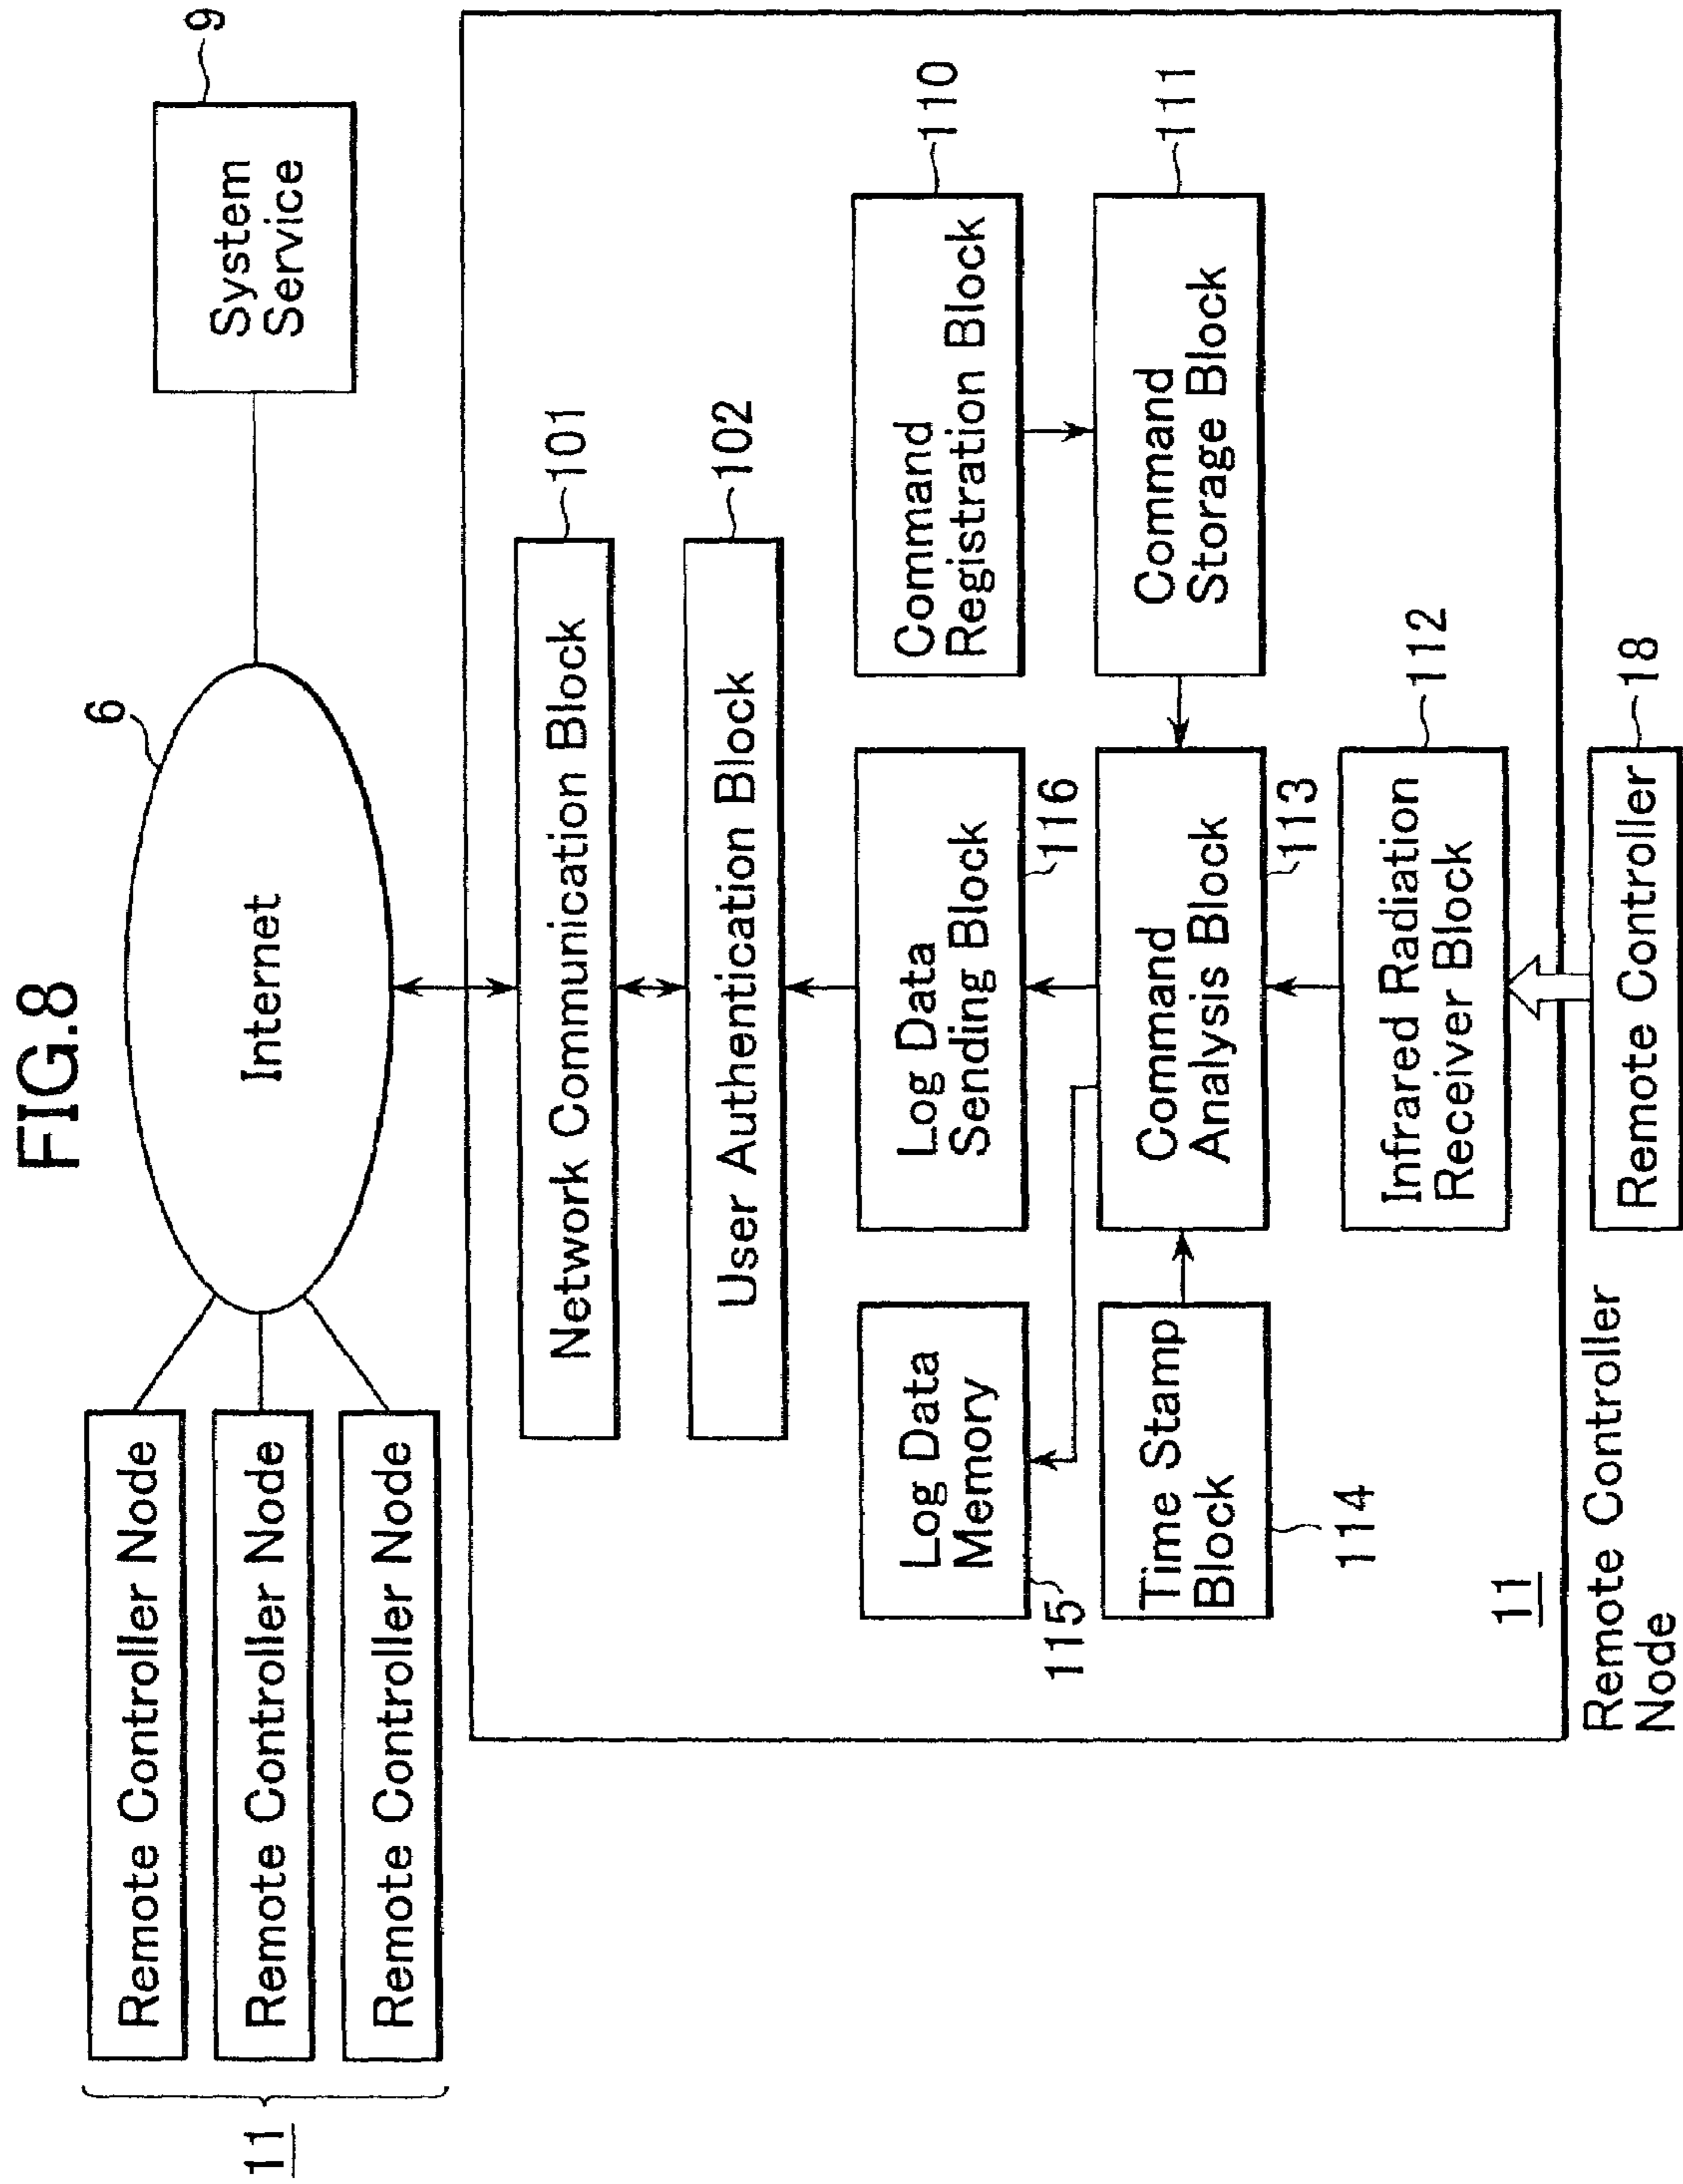 FIG.8
11
Remote Controller Node
Remote Controller Node
Remote Controller Node
Internet
6
System
Service
9
Network Communication Block
101
User Authentication Block
102
Log Data
Memory
115
Log Data
Sending Block
116
Command
Registration Block
110
Time Stamp
Block
114
Command
Analysis Block
113
Command
Storage Block
111
Infrared Radiation
Receiver Block
112
11
Remote Controller
Node
Remote Controller
18